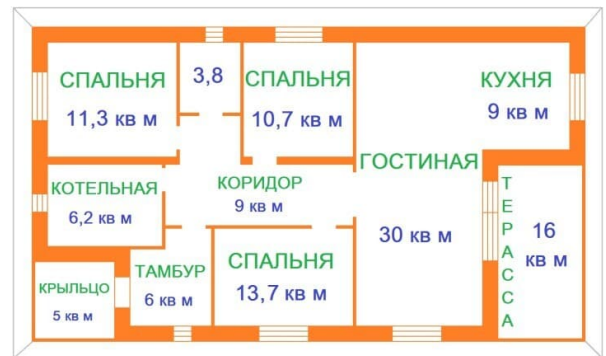 СПАЛЬНЯ
11,3 кв м
3,8
СПАЛЬНЯ
10,7 кв м
КУХНЯ
9 кв м
ГОСТИНАЯ
30 кв м
КОТЕЛЬНАЯ
6,2 кв м
КОРИДОР
9 кв м
ТЕРАССА
16
кв м
КРЫЛЬЦО
5 кв м
ТАМБУР
6 кв м
СПАЛЬНЯ
13,7 кв м